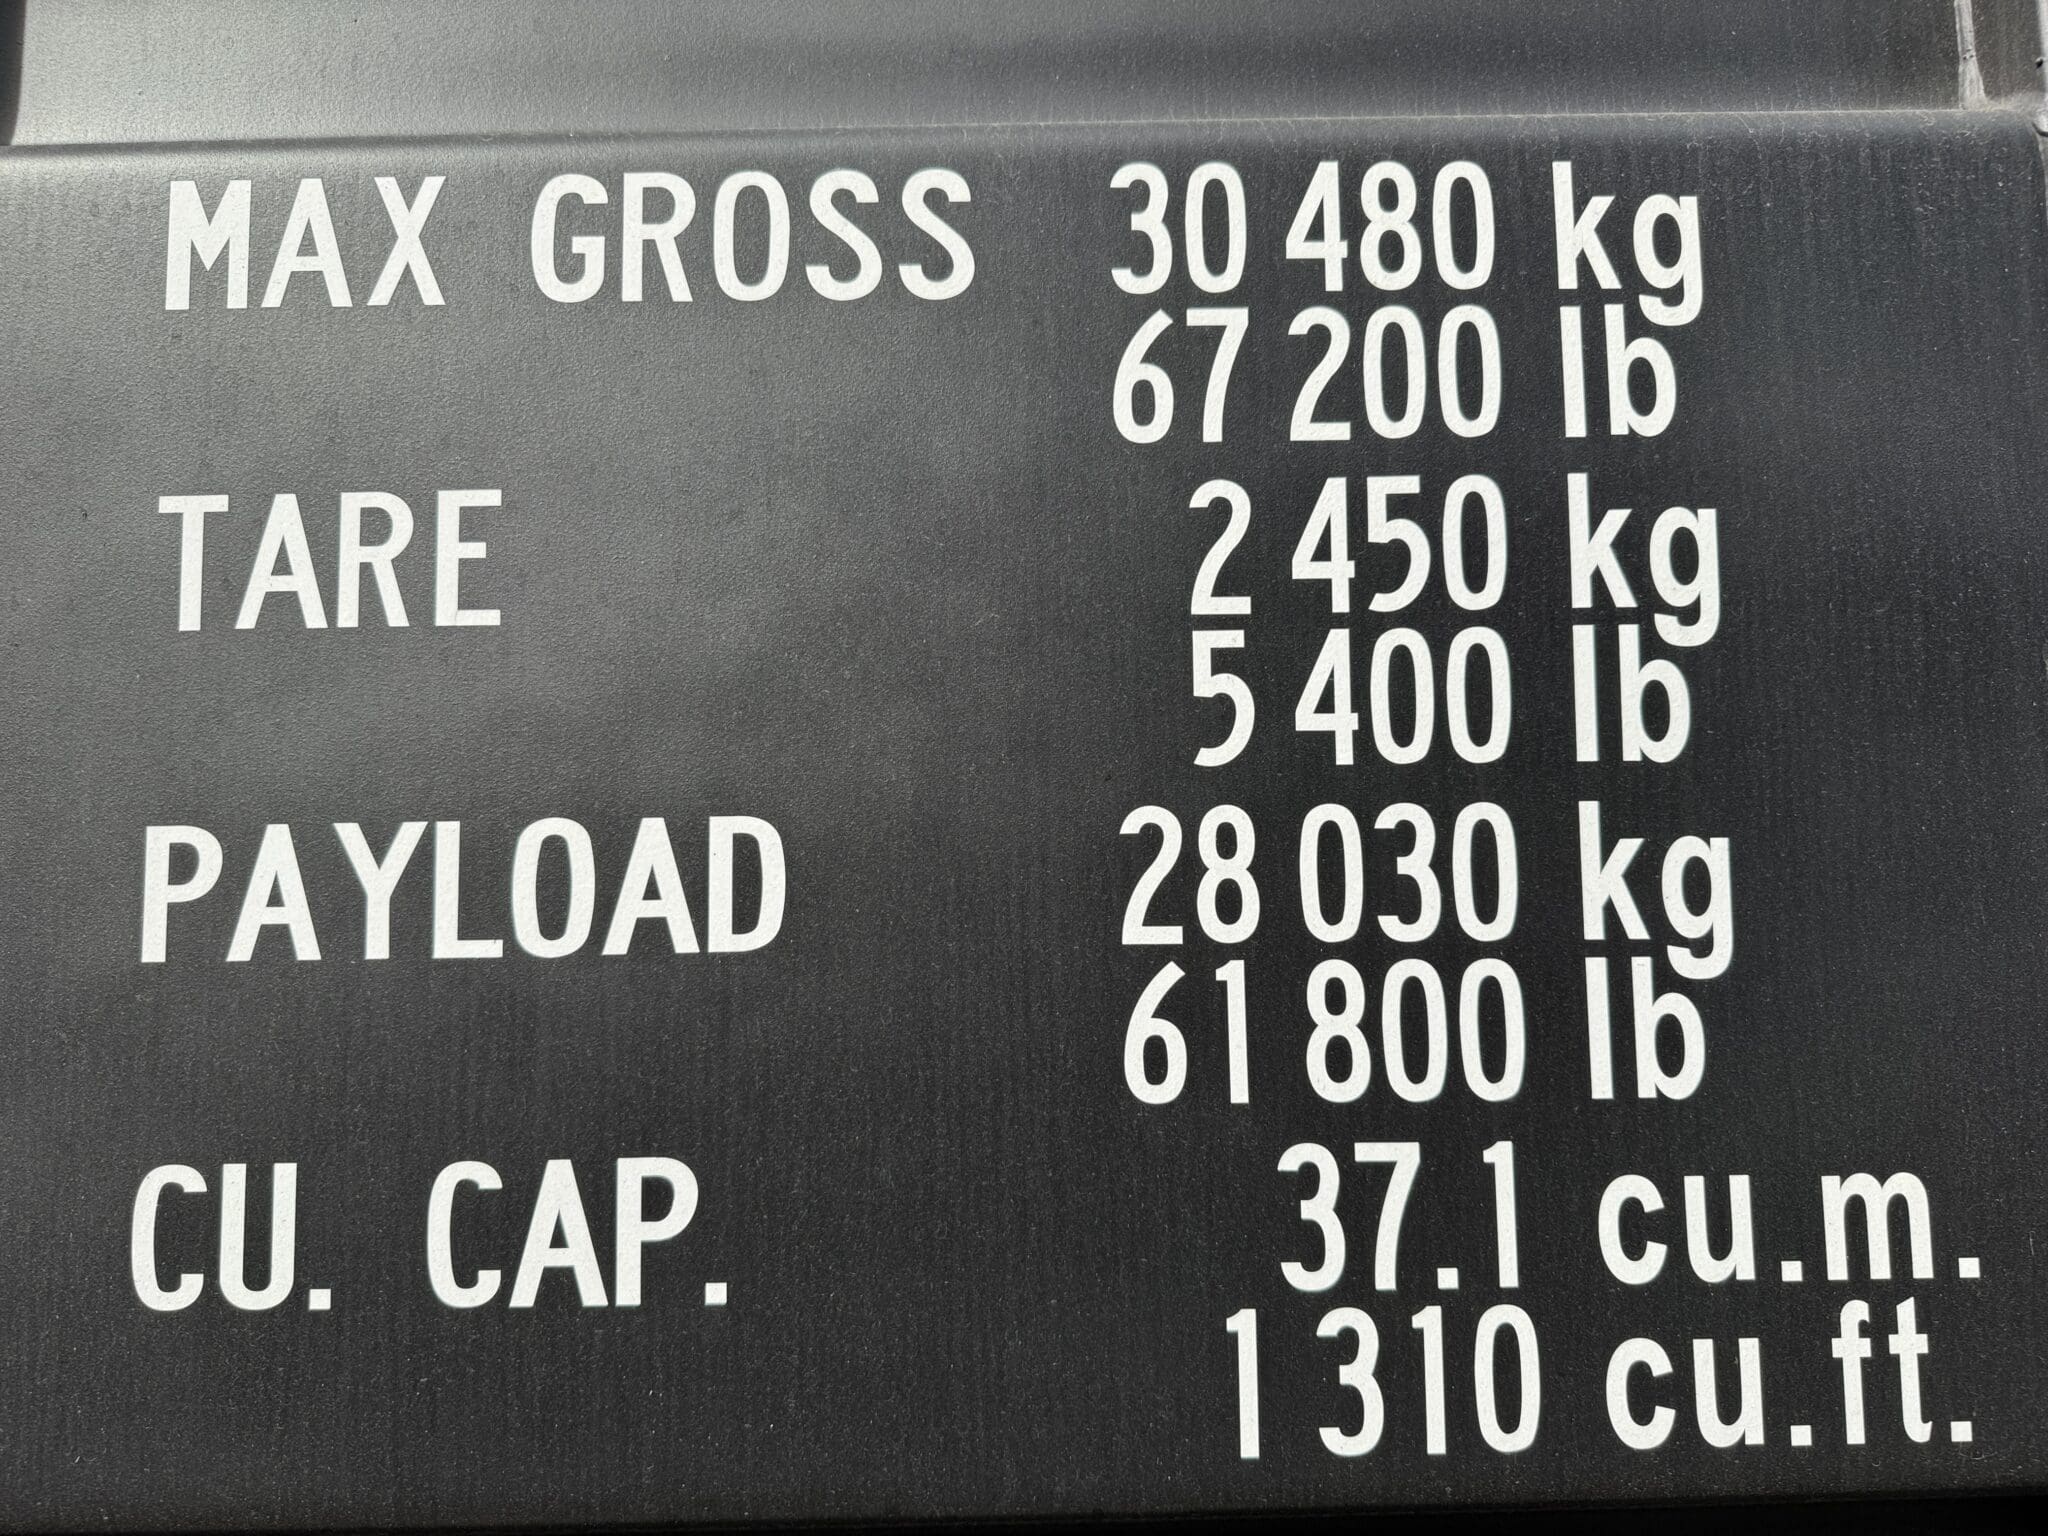 MAX GROSS 30 480 kg
67 200 lb
TARE 2 450 kg
5 400 lb
PAYLOAD 28 030 kg
61 800 lb
CU. CAP. 37.1 cu.m.
1 310 cu.ft.